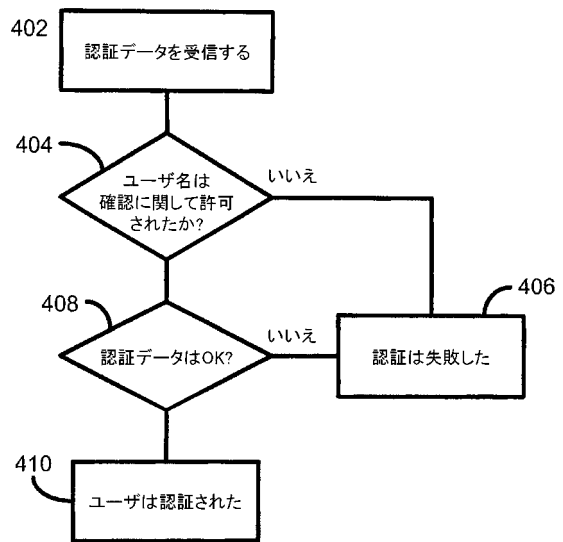 402
認証データを受信する
404
ユーザ名は
確認に関して許可
されたか?
いいえ
408
認証データはOK?
いいえ
406
認証は失敗した
410
ユーザは認証された